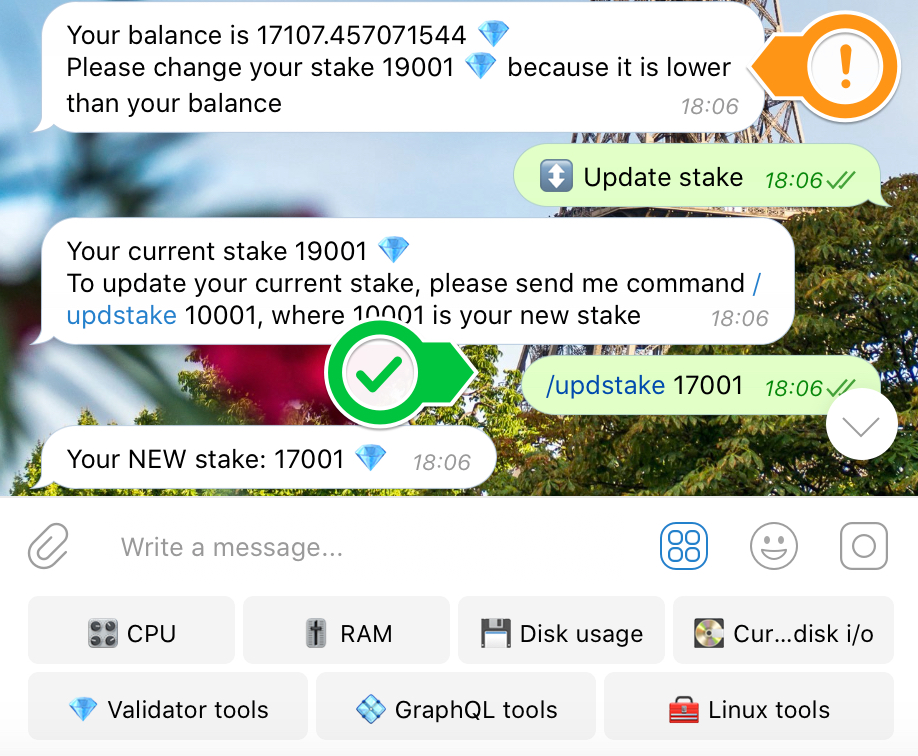 Your balance is 17107.457071544 💎
Please change your stake 19001 💎 because it is lower
than your balance
18:06
↕️ Update stake 18:06
Your current stake 19001 💎
To update your current stake, please send me command /
updstake 10001, where 10001 is your new stake 18:06
/updstake 17001 18:06
Your NEW stake: 17001 💎 18:06
Write a message...
CPU
RAM
Disk usage
Cur...disk i/o
Validator tools
GraphQL tools
Linux tools